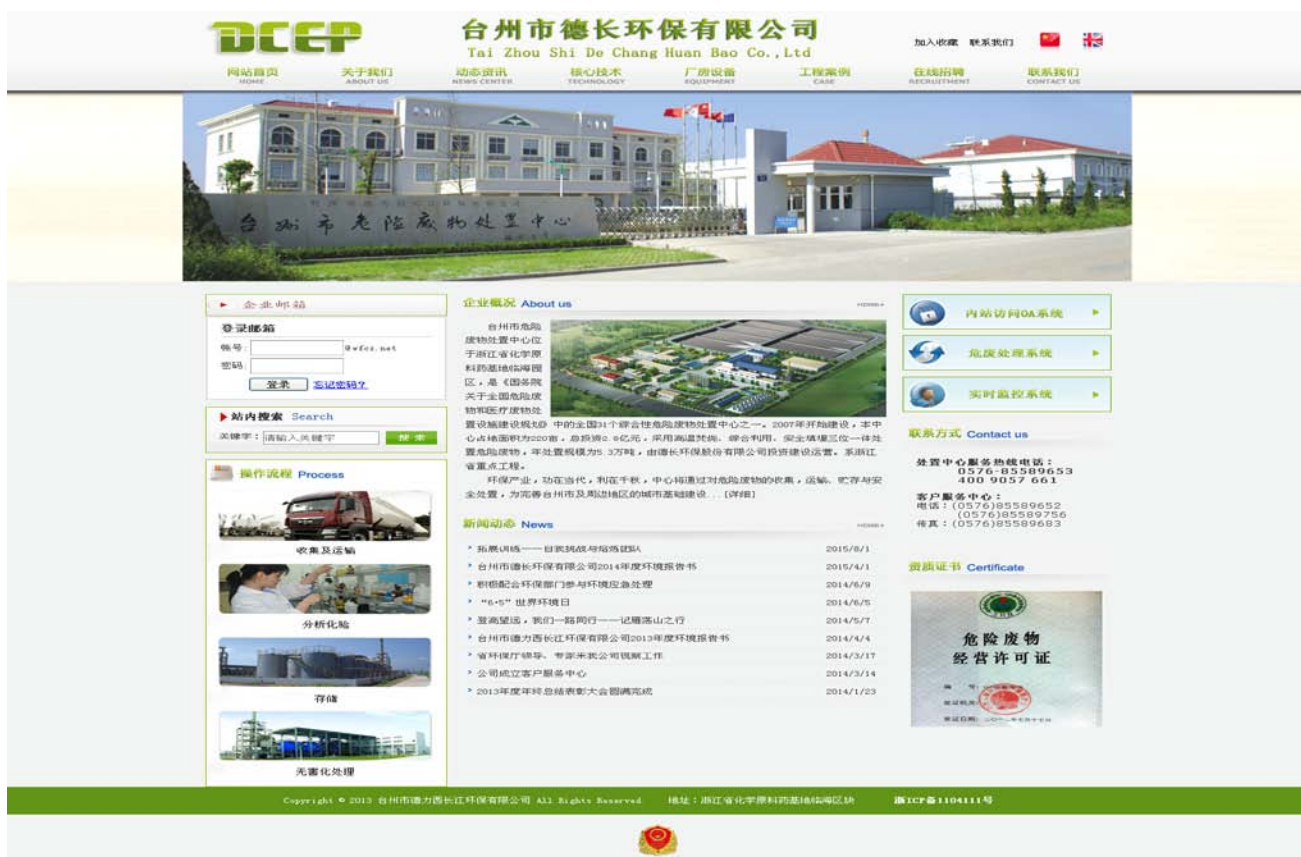 DCEP
台州市德长环保有限公司
Tai Zhou Shi De Chang Huan Bao Co.,Ltd
加入收藏 联系我们
网站首页 关于我们 动态资讯 核心技术 厂房设备 工程案例 在线招聘 联系我们
HOME ABOUT US NEWS CENTER TECHNOLOGY EQUIPMENT CASE RECRUITMENT CONTACT US
台州市危险废物处置中心
企业邮箱
登录邮箱
帐号:
密码:
登录 忘记密码?
站内搜索 Search
关键字: 请输入关键字 搜索
操作流程 Process
收集及运输
分析化验
存储
无害化处理
企业概况 About us
台州市危险
废物处置中心位
于浙江省化学原
料药基地临海园
区,是《国务院
关于全国危险废
物和医疗废物处
置设施建设规划》中的全国31个综合性危险废物处置中心之一。2007年开始建设,本中
心占地面积为220亩,总投资2.8亿元,采用高温焚烧、综合利用、安全填埋三位一体处
置危险废物,年处置规模为5.3万吨,由德长环保股份有限公司投资建设运营。系浙江
省重点工程。
环保产业,功在当代,利在千秋,中心将通过对危险废物的收集,运输、贮存与安
全处置,为完善台州市及周边地区的城市基础建设...[详细]
新闻动态 News
拓展训练——自我挑战与熔炼团队 2015/8/1
台州市德长环保有限公司2014年度环境报告书 2015/4/1
积极配合环保部门参与环境应急处理 2014/6/9
“6•5”世界环境日 2014/6/5
登高望远,我们一路同行——记雁荡山之行 2014/5/7
台州市德力西长江环保有限公司2013年度环境报告书 2014/4/4
省环保厅领导、专家来我公司视察工作 2014/3/17
公司成立客户服务中心 2014/3/14
2013年度年终总结表彰大会圆满完成 2014/1/23
内站访问OA系统
危废处理系统
实时监控系统
联系方式 Contact us
处置中心服务热线电话:
0576-85589653
400 9057 661
客户服务中心:
电话:(0576)85589652
(0576)85589756
传真:(0576)85589683
资质证书 Certificate
危险废物
经营许可证
Copyright © 2013 台州市德力西长江环保有限公司 All Rights Reserved 地址:浙江省化学原料药基地临海区块 浙ICP备1104111号